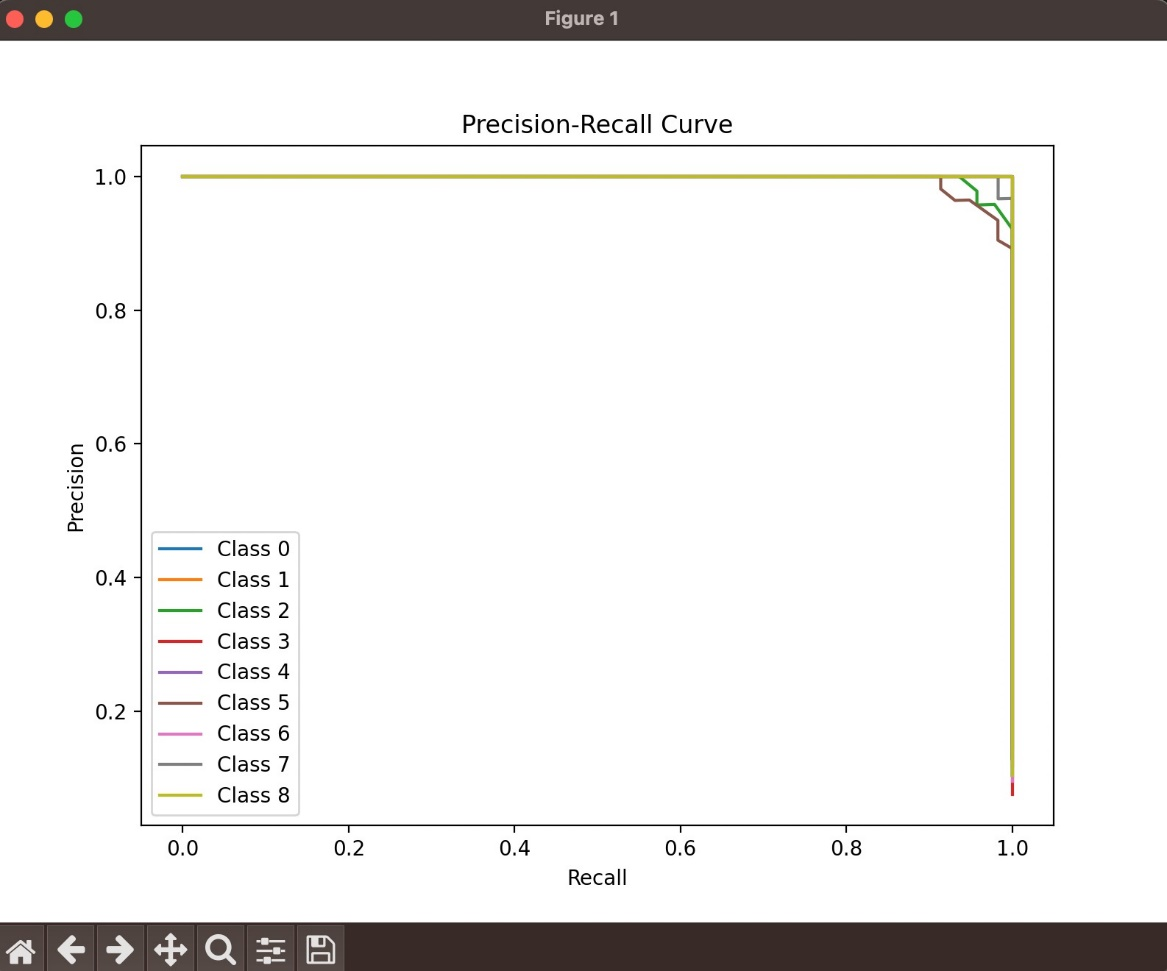 Figure 1
Precision-Recall Curve
1.0
0.8
0.6
0.4
0.2
Precision
Class 0
Class 1
Class 2
Class 3
Class 4
Class 5
Class 6
Class 7
Class 8
0.0 0.2 0.4 0.6 0.8 1.0
Recall